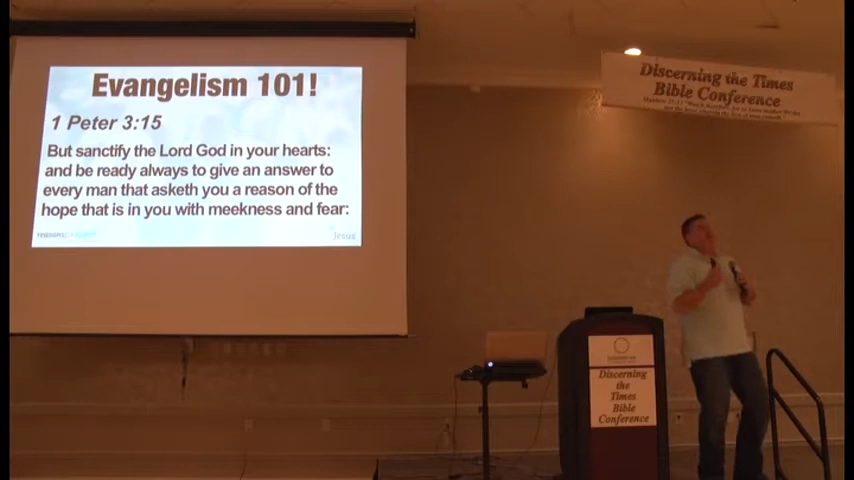 Evangelism 101!
1 Peter 3:15
But sanctify the Lord God in your hearts:
and be ready always to give an answer to
every man that asketh you a reason of the
hope that is in you with meekness and fear:
Jesus
Discerning the Times
Bible Conference
Discerning
the
Times
Bible
Conference